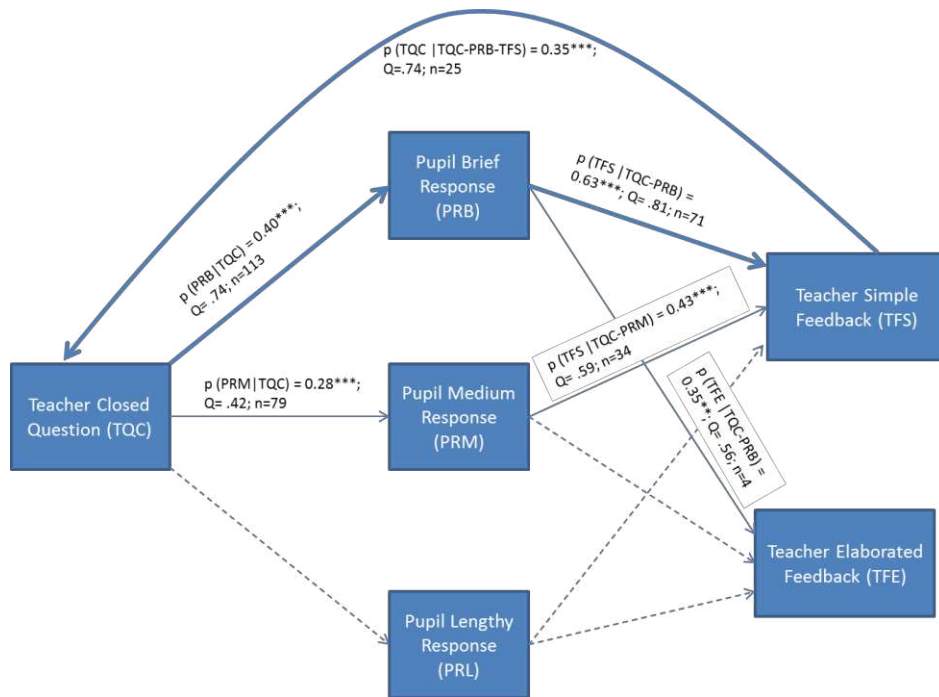 p (TQC |TQC-PRB-TFS) = 0.35***;
Q=.74; n=25
Pupil Brief
Response
(PRB)
p (TFS |TQC-PRB) =
0.63***; Q= .81; n=71
p (PRB|TQC) = 0.40***;
Q= .74; n=113
Teacher Simple
Feedback (TFS)
p (TFS |TQC-PRM) = 0.43***;
Q= .59; n=34
Teacher Closed
Question (TQC)
p (PRM|TQC) = 0.28***;
Q= .42; n=79
Pupil Medium
Response
(PRM)
p (TFE |TQC-PRB) =
0.35**; Q= .56; n=4
Teacher Elaborated
Feedback (TFE)
Pupil Lengthy
Response
(PRL)